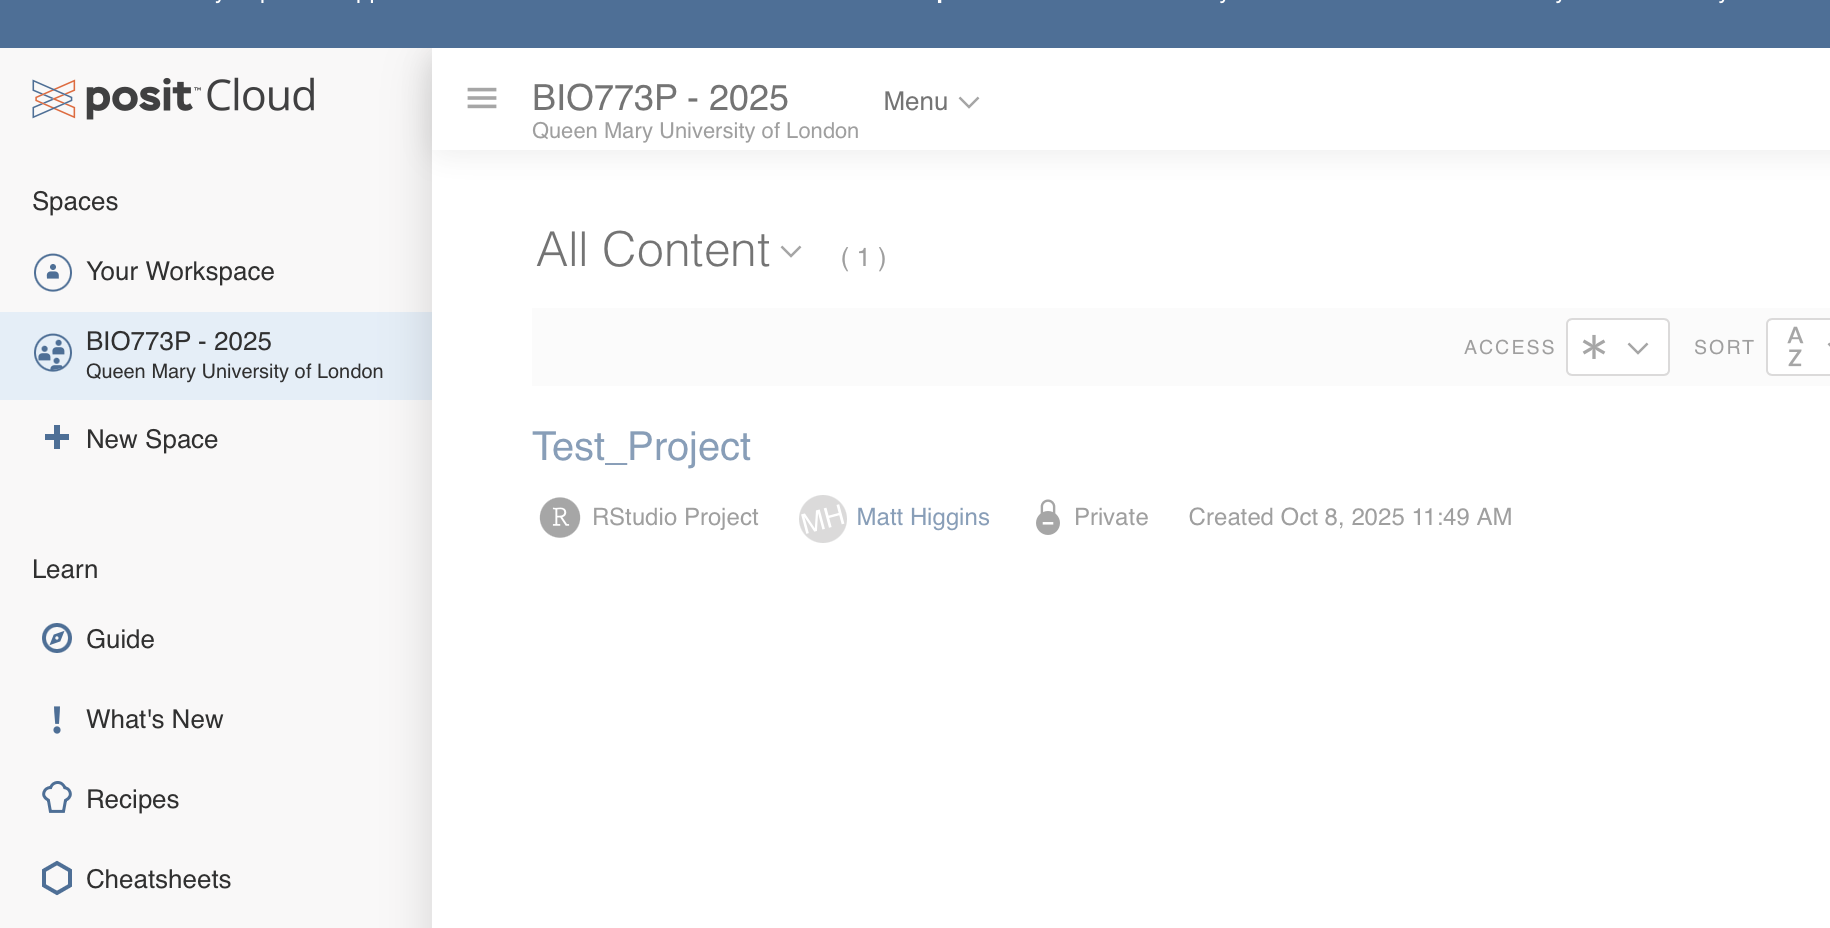 posit™ Cloud
Spaces
Your Workspace
BIO773P - 2025
Queen Mary University of London
New Space
Learn
Guide
What's New
Recipes
Cheatsheets
BIO773P - 2025
Queen Mary University of London
Menu
All Content ( 1 )
ACCESS * SORT A
Z
Test_Project
R RStudio Project MH Matt Higgins Private Created Oct 8, 2025 11:49 AM